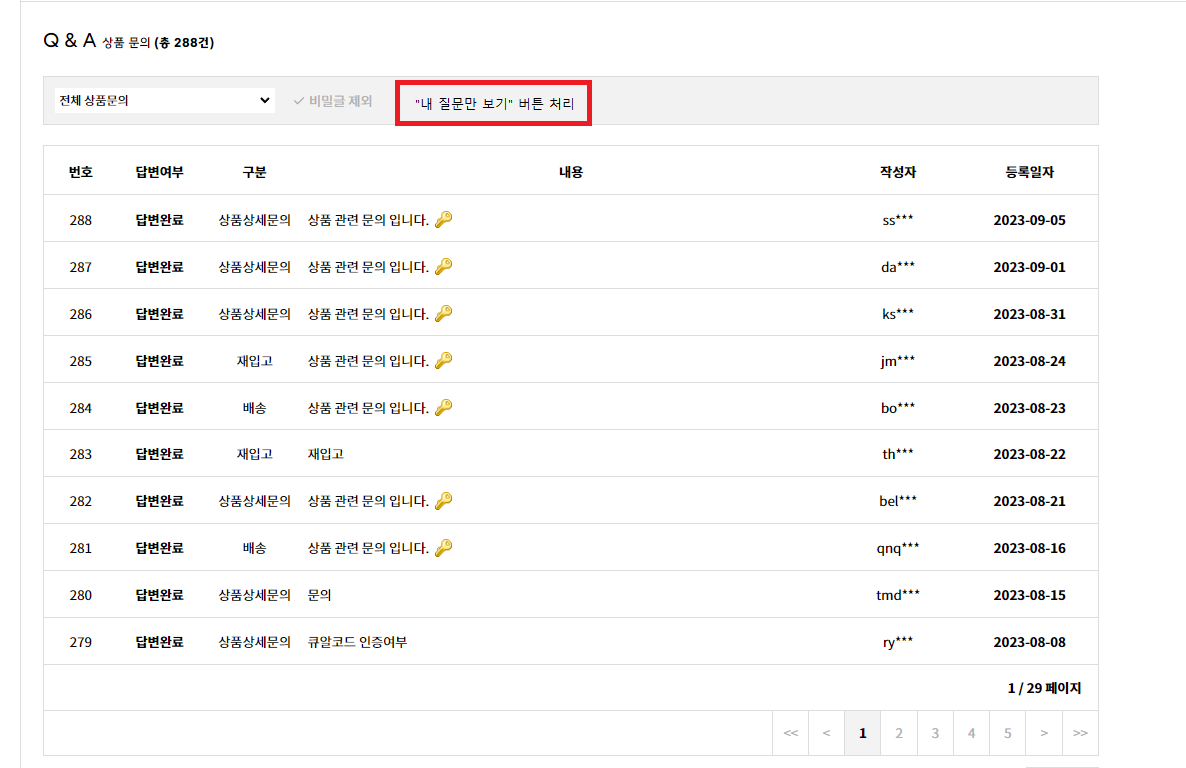 Q & A 상품 문의 (총 288건)
전체 상품문의 비밀글 제외 "내 질문만 보기" 버튼 처리
번호 답변여부 구분 내용 작성자 등록일자
288 답변완료 상품상세문의 상품 관련 문의 입니다. ss*** 2023-09-05
287 답변완료 상품상세문의 상품 관련 문의 입니다. da*** 2023-09-01
286 답변완료 상품상세문의 상품 관련 문의 입니다. ks*** 2023-08-31
285 답변완료 재입고 상품 관련 문의 입니다. jm*** 2023-08-24
284 답변완료 배송 상품 관련 문의 입니다. bo*** 2023-08-23
283 답변완료 재입고 재입고 th*** 2023-08-22
282 답변완료 상품상세문의 상품 관련 문의 입니다. bel*** 2023-08-21
281 답변완료 배송 상품 관련 문의 입니다. qnq*** 2023-08-16
280 답변완료 상품상세문의 문의 tmd*** 2023-08-15
279 답변완료 상품상세문의 큐알코드 인증여부 ry*** 2023-08-08
1 / 29 페이지
<< < 1 2 3 4 5 > >>